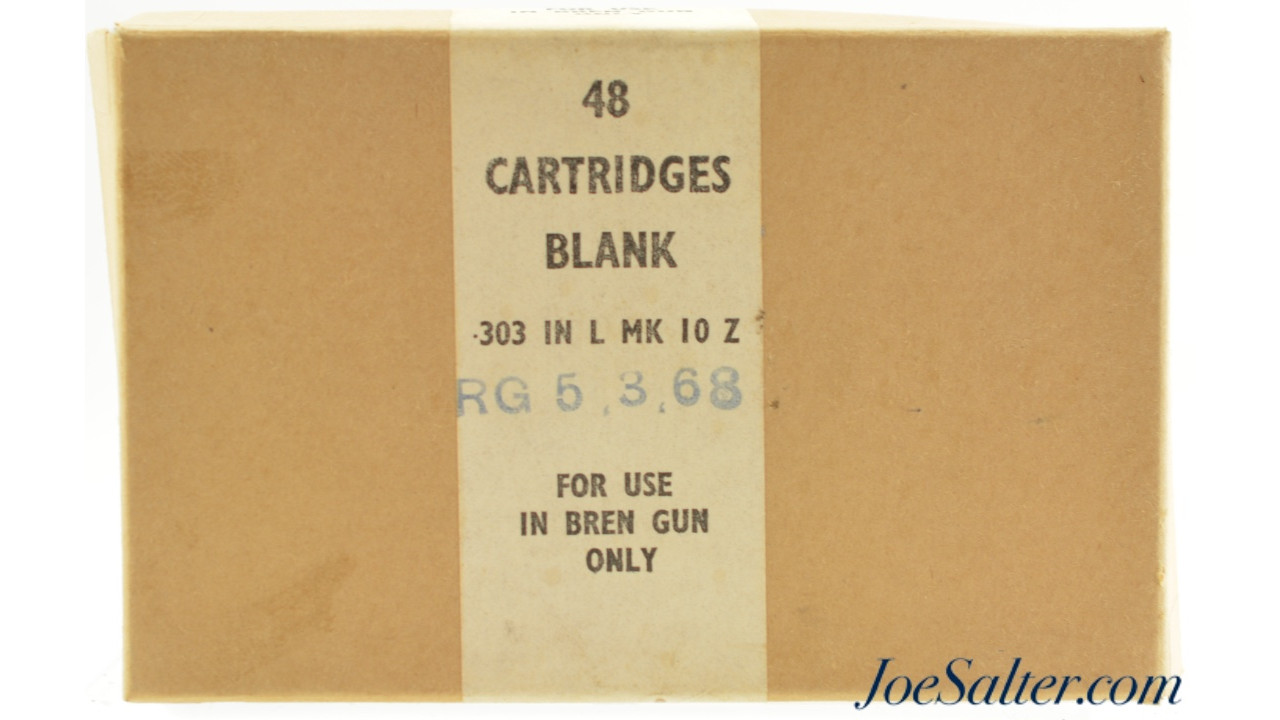 48
CARTRIDGES
BLANK
·303 IN L MK 10 Z
RG 5.3.68
FOR USE
IN BREN GUN
ONLY
JoeSalter.com